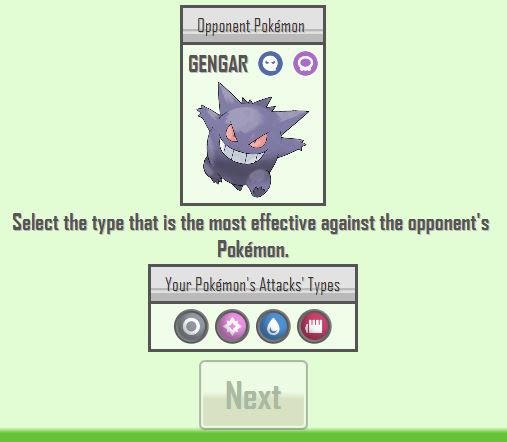 Opponent Pokémon
GENGAR
Select the type that is the most effective against the opponent's
Pokémon.
Your Pokémon's Attacks' Types
Next